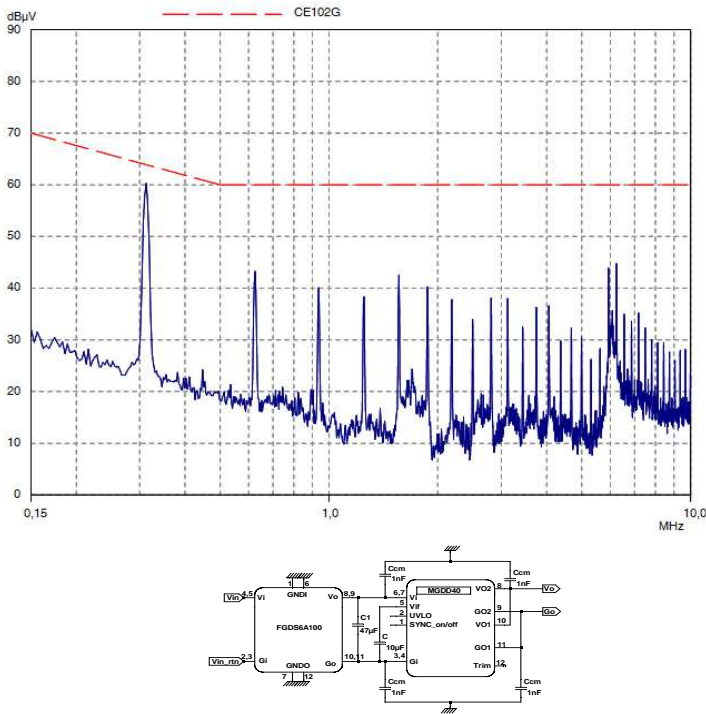 dBµV
CE102G
90
80
70
60
50
40
30
20
10
0
0,15
1,0
10,0
MHz
Ccm
1nF
Ccm
1nF
1 6
GNDI
MGDD40
Vin
4,5
Vi
Vo
8,9
6,7
Vi
VO2
8
Vo
5
Vif
GO2
9
Go
2
UVLO
FGDS6A100
C1
47µF
1
SYNC_on/off
VO1
10
C
10µF
GO1
11
Vin_rtn
2,3
Gi
Go
10,11
3,4
Gi
Trim
12
GNDO
7 12
Ccm
1nF
Ccm
1nF